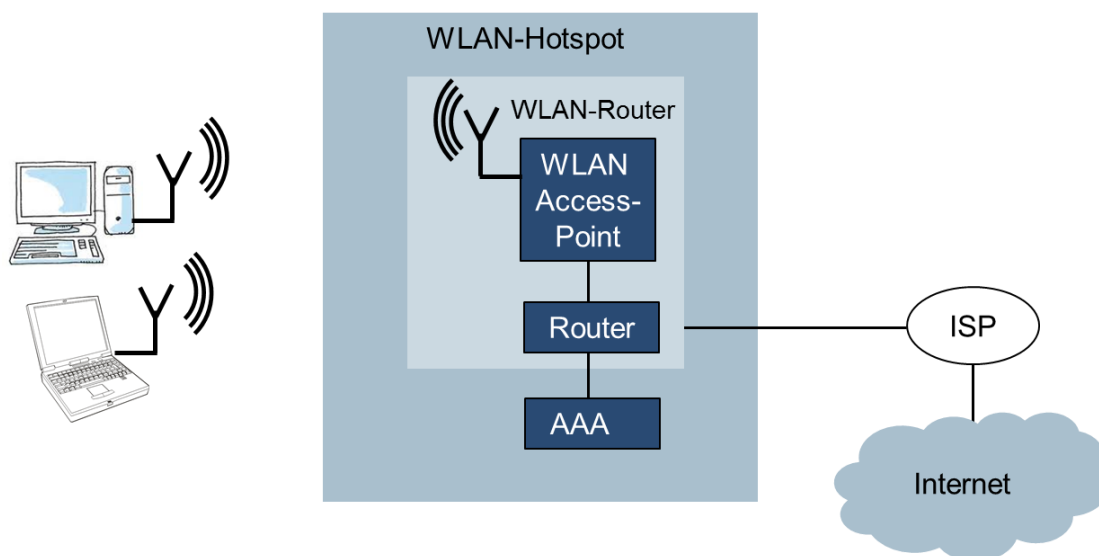 WLAN-Hotspot
WLAN-Router
WLAN
Access-
Point
Router
AAA
ISP
Internet